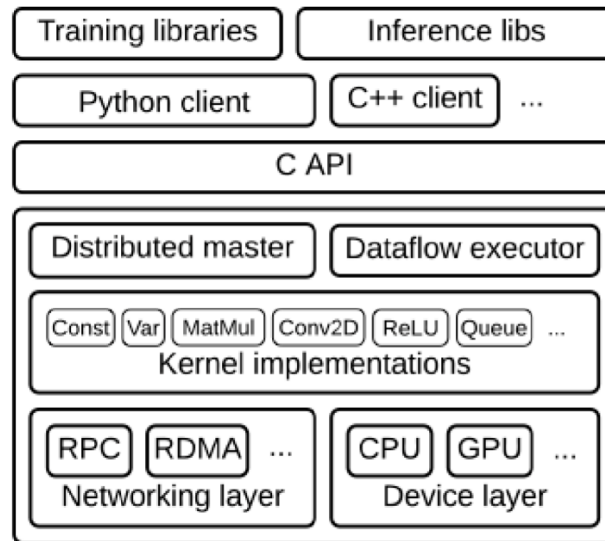 Training libraries Inference libs
Python client C++ client ...
C API
Distributed master Dataflow executor
Const Var MatMul Conv2D ReLU Queue ...
Kernel implementations
RPC RDMA ... CPU GPU ...
Networking layer Device layer